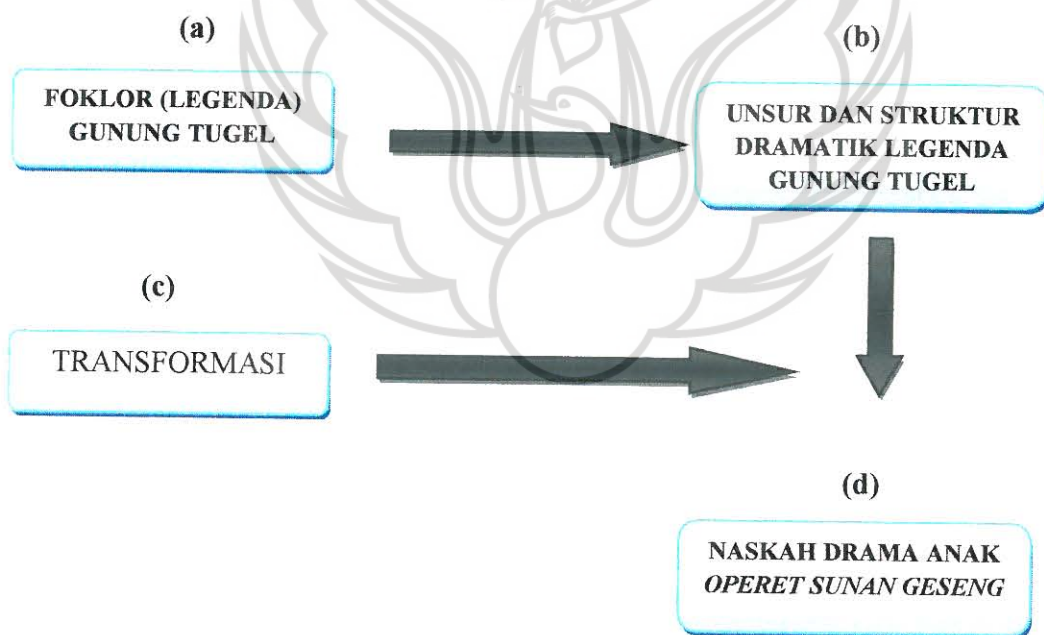 (a)
FOKLOR (LEGENDA)
GUNUNG TUGEL
(b)
UNSUR DAN STRUKTUR
DRAMATIK LEGENDA
GUNUNG TUGEL
(c)
TRANSFORMASI
(d)
NASKAH DRAMA ANAK
OPERET SUNAN GESENG